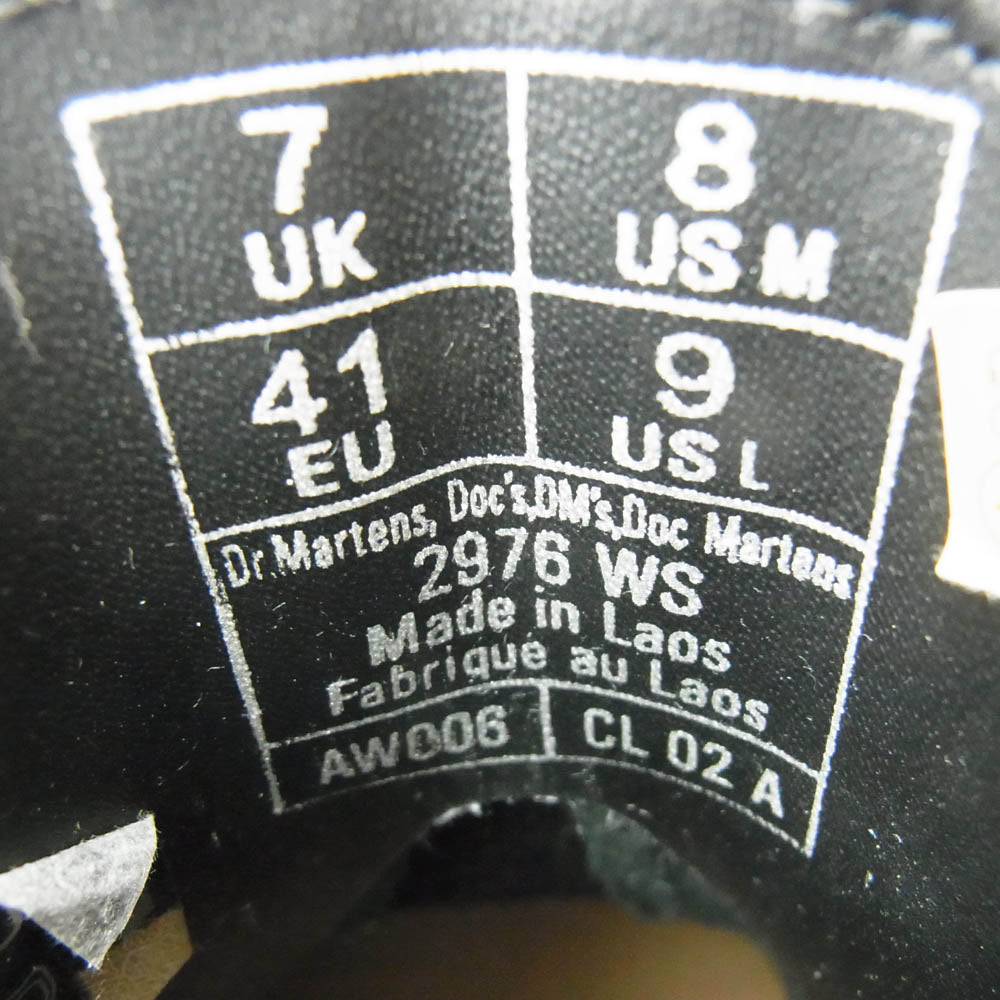 7 UK
8 US M
41 EU
9 US L
Dr.Martens, Doc's,DM's,Doc Martens
2976 WS
Made in Laos
Fabrique au Laos
AW006
CL 02 A